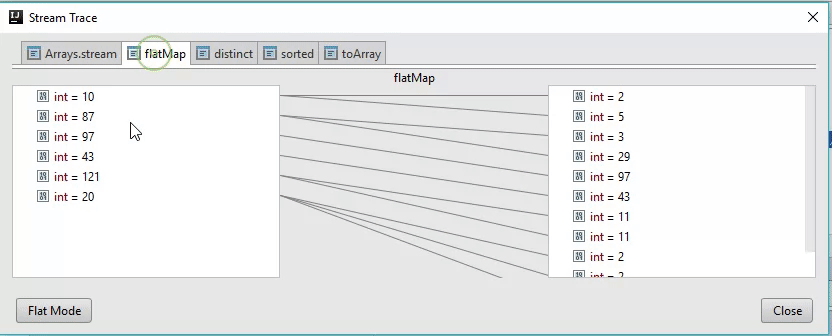 Stream Trace
Arrays.stream flatMap distinct sorted toArray
flatMap
int = 10
int = 87
int = 97
int = 43
int = 121
int = 20
int = 2
int = 5
int = 3
int = 29
int = 97
int = 43
int = 11
int = 11
int = 2
int = 2
Flat Mode
Close